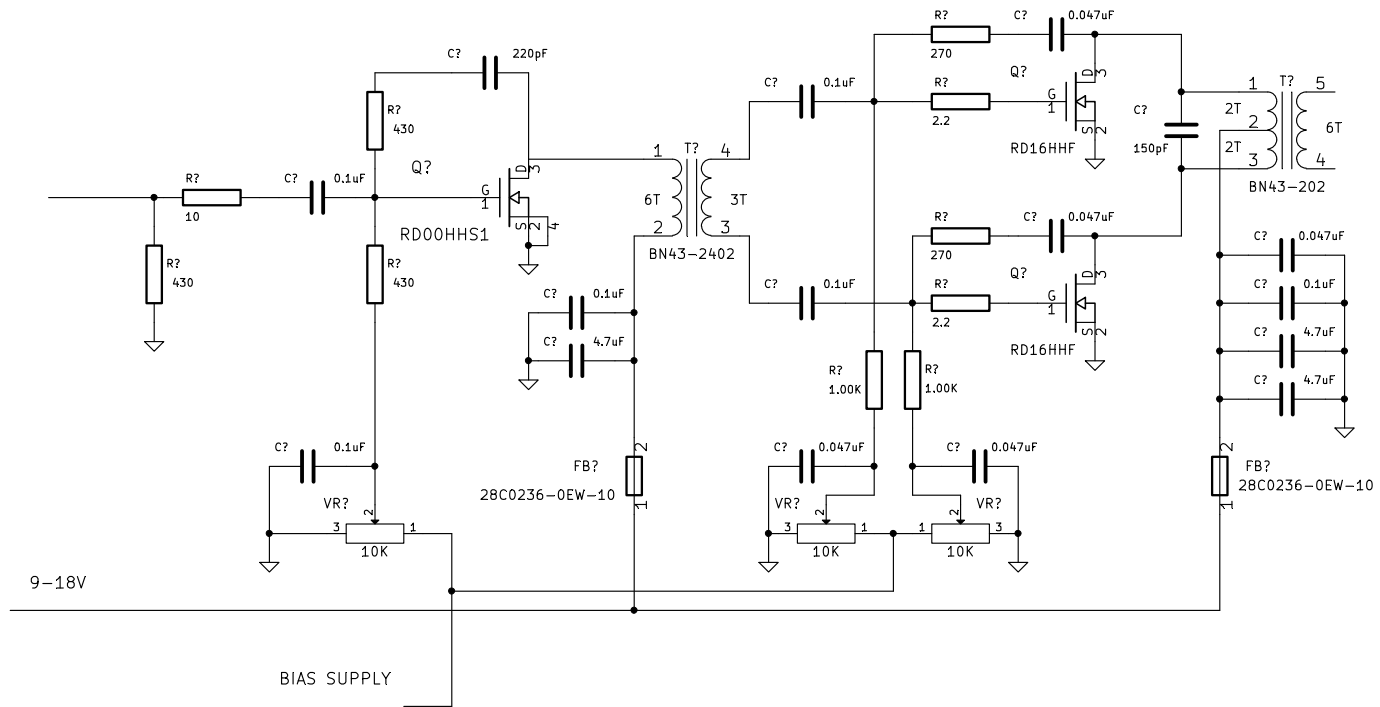 R?
C?
0.047uF
C?
220pF
270
C?
0.1uF
R?
Q?
D
3
G
1
S
2
2.2
RD16HHF
T?
1
5
2T
2
6T
2T
3
4
BN43-202
C?
150pF
R?
430
R?
10
C?
0.1uF
Q?
D
3
G
1
S
2
4
RD00HHS1
T?
1
4
6T
3T
2
3
BN43-2402
R?
430
R?
430
C?
0.1uF
C?
4.7uF
C?
0.1uF
R?
270
C?
0.047uF
R?
2.2
Q?
D
3
G
1
S
2
RD16HHF
C?
0.047uF
C?
0.1uF
C?
4.7uF
C?
4.7uF
R?
1.00K
R?
1.00K
C?
0.1uF
VR?
3
2
1
10K
FB?
28C0236-0EW-10
2
1
C?
0.047uF
VR?
3
2
1
10K
C?
0.047uF
VR?
1
2
3
10K
FB?
28C0236-0EW-10
2
1
9-18V
BIAS SUPPLY